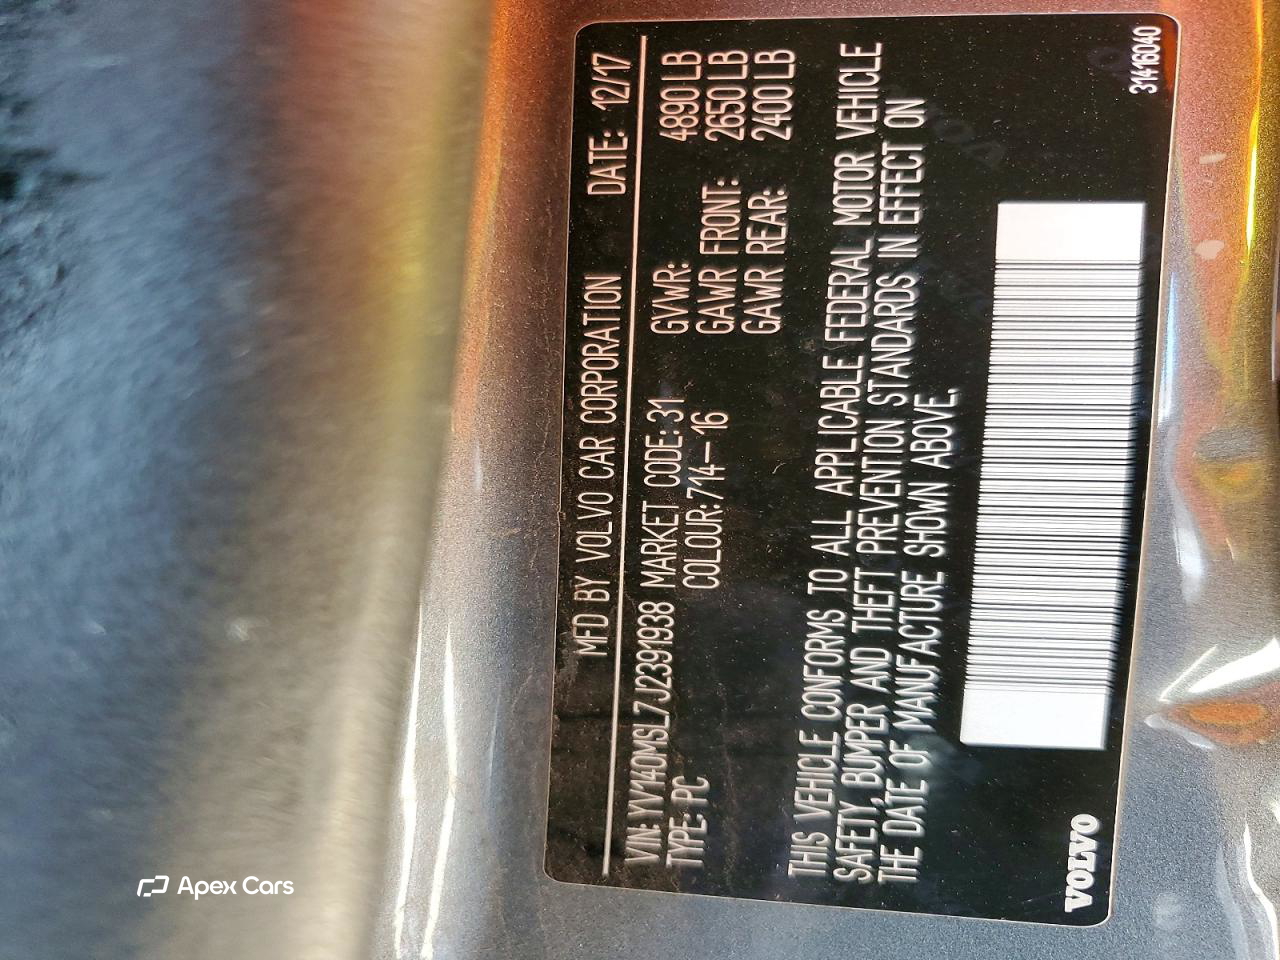 MFD BY VOLVO CAR CORPORATION DATE: 12/17
VIN: YV140MSL7J2391938 MARKET CODE: 31 GVWR: 4890 LB
TYPE: PC COLOUR: 714-16 GAWR FRONT: 2650 LB
GAWR REAR: 2400 LB
THIS VEHICLE CONFORMS TO ALL APPLICABLE FEDERAL MOTOR VEHICLE
SAFETY, BUMPER AND THEFT PREVENTION STANDARDS IN EFFECT ON
THE DATE OF MANUFACTURE SHOWN ABOVE.
VOLVO
31416040
Apex Cars